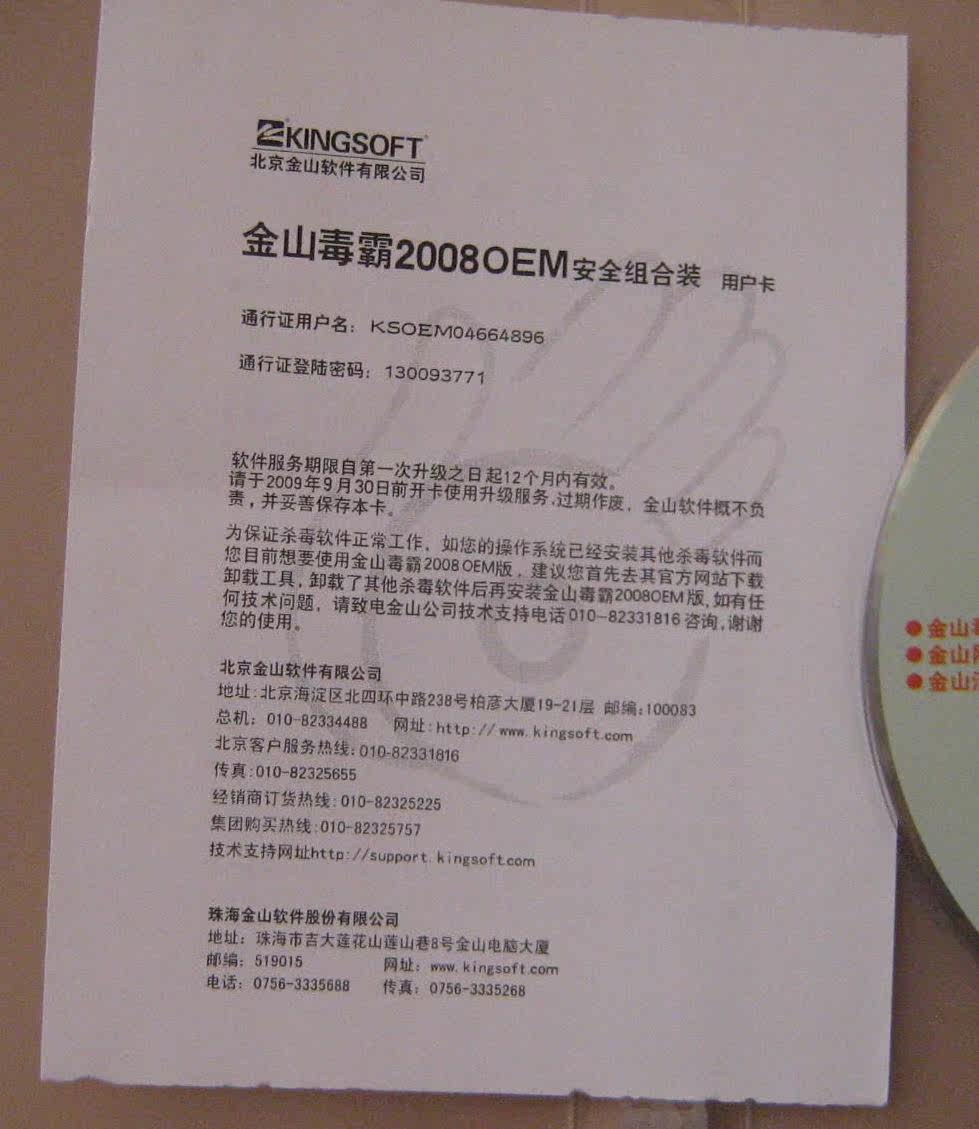 KINGSOFT
北京金山软件有限公司
金山毒霸2008OEM安全组合装 用户卡
通行证用户名：KSOEM04664896
通行证登陆密码：130093771
软件服务期限自第一次升级之日起12个月内有效。
请于2009年9月30日前开卡使用升级服务,过期作废，金山软件概不负
责，并妥善保存本卡。
为保证杀毒软件正常工作，如您的操作系统已经安装其他杀毒软件而
您目前想要使用金山毒霸2008OEM版，建议您首先去其官方网站下载
卸载工具，卸载了其他杀毒软件后再安装金山毒霸2008OEM版,如有任
何技术问题，请致电金山公司技术支持电话010-82331816咨询,谢谢
您的使用。
北京金山软件有限公司
地址:北京海淀区北四环中路238号柏彦大厦19-21层 邮编:100083
总机：010-82334488 网址:http://www.kingsoft.com
北京客户服务热线:010-82331816
传真:010-82325655
经销商订货热线:010-82325225
集团购买热线:010-82325757
技术支持网址http://support.kingsoft.com
珠海金山软件股份有限公司
地址：珠海市吉大莲花山莲山巷8号金山电脑大厦
邮编：519015 网址：www.kingsoft.com
电话：0756-3335688 传真：0756-3335268
金山
金山
金山